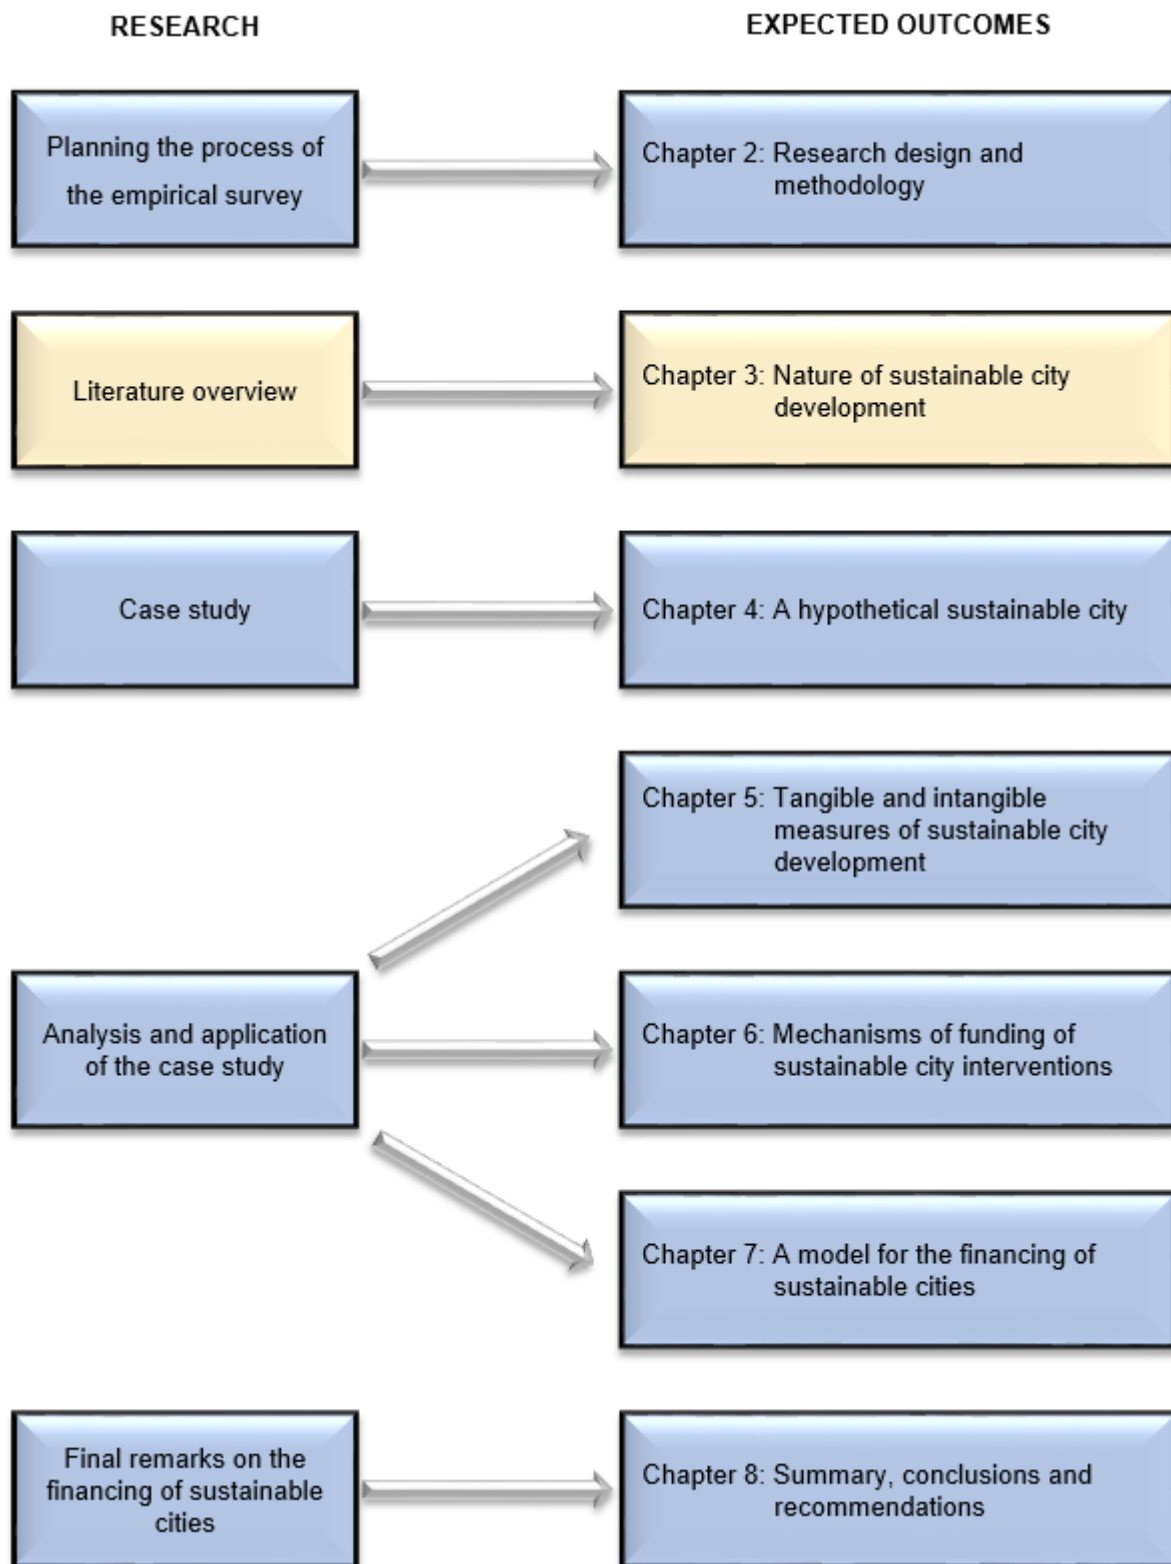 RESEARCH
EXPECTED OUTCOMES
Planning the process of
the empirical survey
Chapter 2: Research design and
methodology
Literature overview
Chapter 3: Nature of sustainable city
development
Case study
Chapter 4: A hypothetical sustainable city
Chapter 5: Tangible and intangible
measures of sustainable city
development
Analysis and application
of the case study
Chapter 6: Mechanisms of funding of
sustainable city interventions
Chapter 7: A model for the financing of
sustainable cities
Final remarks on the
financing of sustainable
cities
Chapter 8: Summary, conclusions and
recommendations